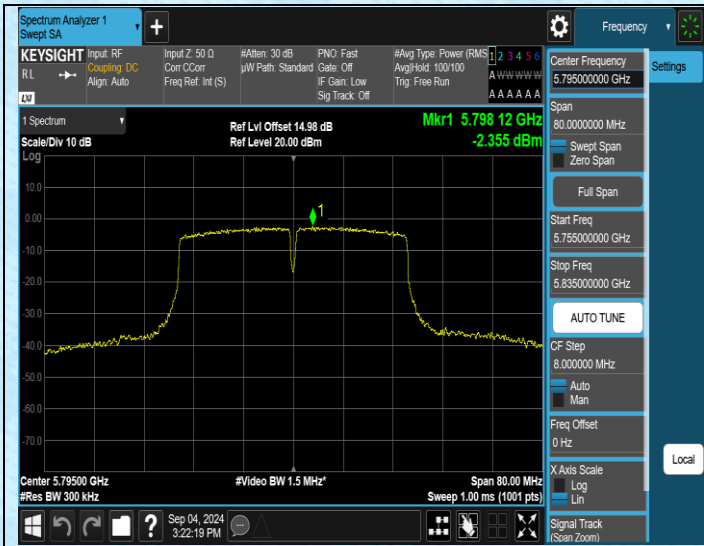 Spectrum Analyzer 1
Swept SA
+
Frequency
KEYSIGHT
RL
LXI
Input: RF
Coupling: DC
Align: Auto
Input Z: 50 Ω
Corr CCorr
Freq Ref: Int (S)
#Atten: 30 dB
µW Path: Standard
PNO: Fast
Gate: Off
IF Gain: Low
Sig Track: Off
#Avg Type: Power (RMS
Avg|Hold: 100/100
Trig: Free Run
1 2 3 4 5 6
A W W W W W
A A A A A A
1 Spectrum
Scale/Div 10 dB
Log
Ref Lvl Offset 14.98 dB
Ref Level 20.00 dBm
Mkr1 5.798 12 GHz
-2.355 dBm
10.0
0.00
-10.0
-20.0
-30.0
-40.0
-50.0
-60.0
-70.0
1
Center 5.79500 GHz
#Res BW 300 kHz
#Video BW 1.5 MHz*
Span 80.00 MHz
Sweep 1.00 ms (1001 pts)
?
Sep 04, 2024
3:22:19 PM
Center Frequency
5.795000000 GHz
Span
80.0000000 MHz
Swept Span
Zero Span
Full Span
Start Freq
5.755000000 GHz
Stop Freq
5.835000000 GHz
AUTO TUNE
CF Step
8.000000 MHz
Auto
Man
Freq Offset
0 Hz
X Axis Scale
Log
Lin
Signal Track
(Span Zoom)
Settings
Local